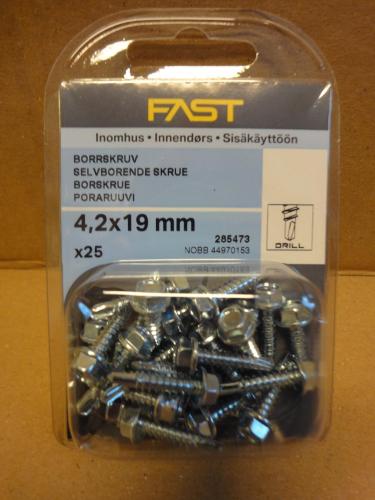 FAST
Inomhus • Innendørs • Sisäkäyttöön
BORRSKRUV
SELVBORENDE SKRUE
BORSKRUE
PORARUUVI
4,2x19 mm
x25
285473
NOBB 44970153
DRILL